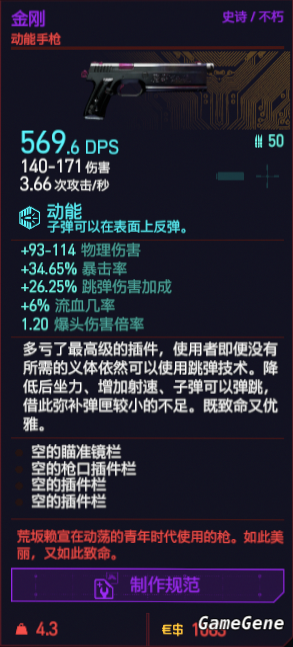 金刚
史诗 / 不朽
动能手枪
569.6 DPS
50
140-171 伤害
3.66 次攻击/秒
动能
子弹可以在表面上反弹。
+93-114 物理伤害
+34.65% 暴击率
+26.25% 跳弹伤害加成
+6% 流血几率
1.20 爆头伤害倍率
多亏了最高级的插件，使用者即便没有
所需的义体依然可以使用跳弹技术。降
低后坐力、增加射速、子弹可以弹跳，
借此弥补弹匣较小的不足。既致命又优
雅。
空的瞄准镜栏
空的枪口插件栏
空的插件栏
空的插件栏
荒坂赖宣在动荡的青年时代使用的枪。如此美
丽，又如此致命。
制作规范
4.3
€$
GameGene